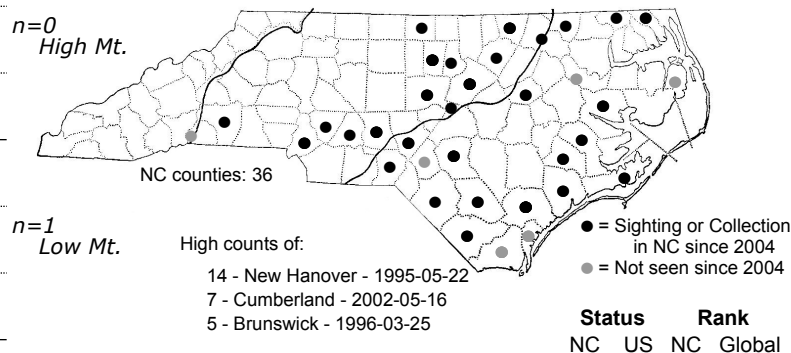 n=0
High Mt.
NC counties: 36
n=1
Low Mt.
High counts of:
14 - New Hanover - 1995-05-22
7 - Cumberland - 2002-05-16
5 - Brunswick - 1996-03-25
= Sighting or Collection
in NC since 2004
= Not seen since 2004
Status Rank
NC US NC Global